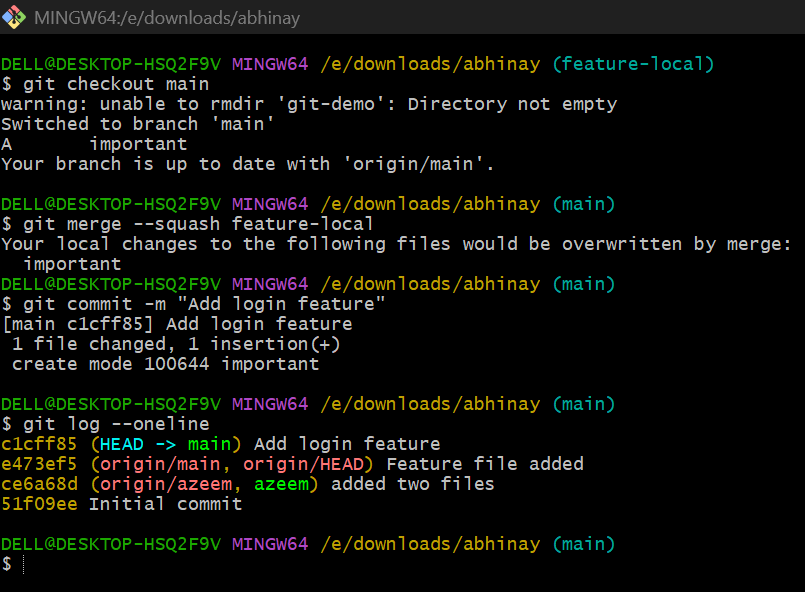 MINGW64:/e/downloads/abhinay
DELL@DESKTOP-HSQ2F9V MINGW64 /e/downloads/abhinay (feature-local)
$ git checkout main
warning: unable to rmdir 'git-demo': Directory not empty
Switched to branch 'main'
A       important
Your branch is up to date with 'origin/main'.
DELL@DESKTOP-HSQ2F9V MINGW64 /e/downloads/abhinay (main)
$ git merge --squash feature-local
Your local changes to the following files would be overwritten by merge:
  important
DELL@DESKTOP-HSQ2F9V MINGW64 /e/downloads/abhinay (main)
$ git commit -m "Add login feature"
[main c1cff85] Add login feature
 1 file changed, 1 insertion(+)
 create mode 100644 important
DELL@DESKTOP-HSQ2F9V MINGW64 /e/downloads/abhinay (main)
$ git log --oneline
c1cff85 (HEAD -> main) Add login feature
e473ef5 (origin/main, origin/HEAD) Feature file added
ce6a68d (origin/azeem, azeem) added two files
51f09ee Initial commit
DELL@DESKTOP-HSQ2F9V MINGW64 /e/downloads/abhinay (main)
$